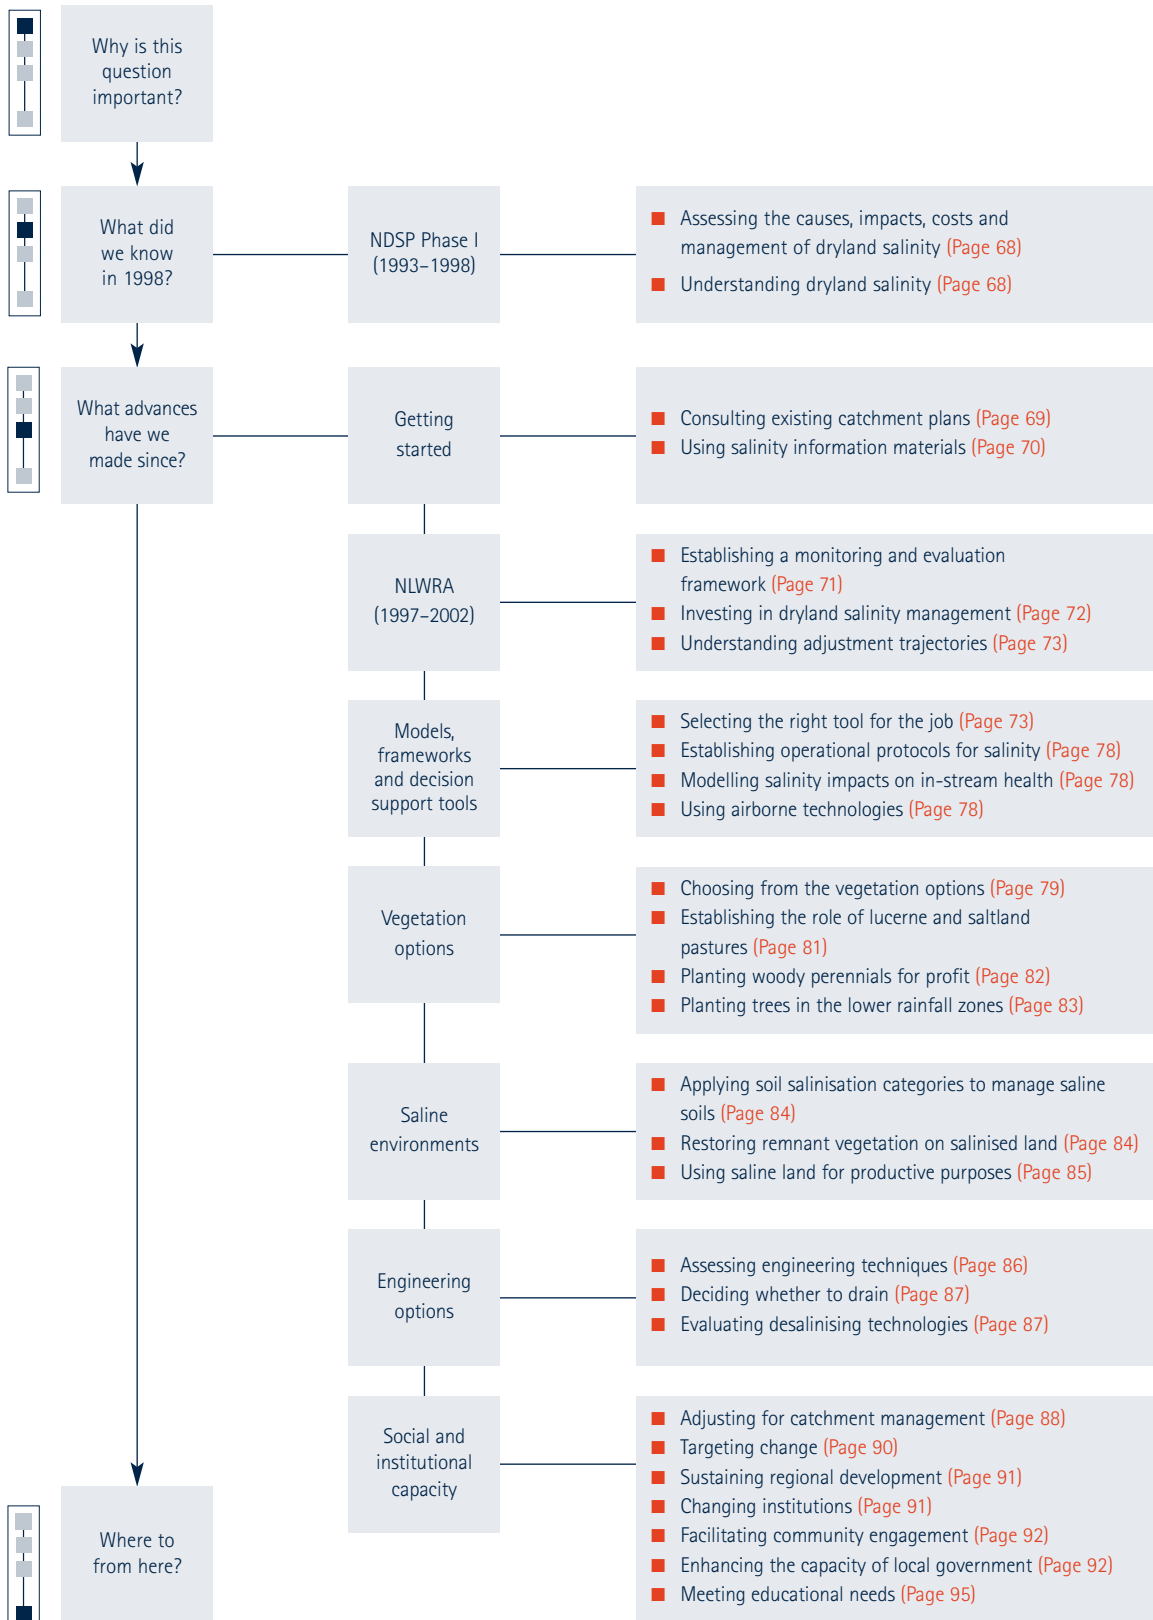 Why is this
question
important?
What did
we know
in 1998?
NDSP Phase I
(1993–1998)
Assessing the causes, impacts, costs and
management of dryland salinity (Page 68)
Understanding dryland salinity (Page 68)
What advances
have we
made since?
Getting
started
Consulting existing catchment plans (Page 69)
Using salinity information materials (Page 70)
NLWRA
(1997–2002)
Establishing a monitoring and evaluation
framework (Page 71)
Investing in dryland salinity management (Page 72)
Understanding adjustment trajectories (Page 73)
Models,
frameworks
and decision
support tools
Selecting the right tool for the job (Page 73)
Establishing operational protocols for salinity (Page 78)
Modelling salinity impacts on in-stream health (Page 78)
Using airborne technologies (Page 78)
Vegetation
options
Choosing from the vegetation options (Page 79)
Establishing the role of lucerne and saltland
pastures (Page 81)
Planting woody perennials for profit (Page 82)
Planting trees in the lower rainfall zones (Page 83)
Saline
environments
Applying soil salinisation categories to manage saline
soils (Page 84)
Restoring remnant vegetation on salinised land (Page 84)
Using saline land for productive purposes (Page 85)
Engineering
options
Assessing engineering techniques (Page 86)
Deciding whether to drain (Page 87)
Evaluating desalinising technologies (Page 87)
Social and
institutional
capacity
Adjusting for catchment management (Page 88)
Targeting change (Page 90)
Sustaining regional development (Page 91)
Changing institutions (Page 91)
Facilitating community engagement (Page 92)
Enhancing the capacity of local government (Page 92)
Meeting educational needs (Page 95)
Where to
from here?